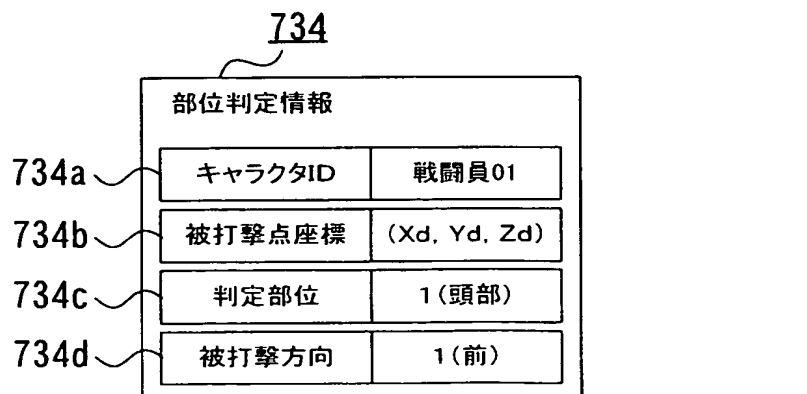 734
部位判定情報
734a キャラクタID 戦闘員01
734b 被打撃点座標 (Xd, Yd, Zd)
734c 判定部位 1(頭部)
734d 被打撃方向 1(前)